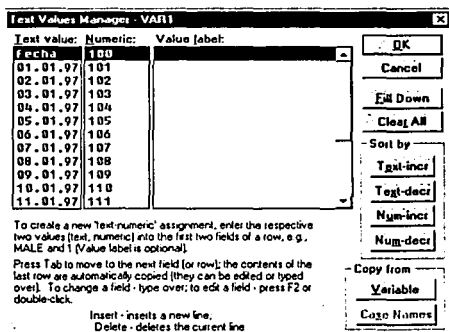 Text Values Manager - VAR1
Text value: Numeric: Value label:
Fecha 100
01.01.97 101
02.01.97 102
03.01.97 103
04.01.97 104
05.01.97 105
06.01.97 106
07.01.97 107
08.01.97 108
09.01.97 109
10.01.97 110
11.01.97 111
OK
Cancel
Fill Down
Clear All
Sort by
Text-incr
Text-decr
Num-incr
Num-decr
Copy from
Variable
Case Names
To create a new 'text-numeric' assignment, enter the respective
two values (text, numeric) into the first two fields of a row, e.g.,
MALE and 1 (Value label is optional).
Press Tab to move to the next field (or row); the contents of the
last row are automatically copied (they can be edited or typed
over). To change a field - type over; to edit a field - press F2 or
double-click.
Insert - inserts a new line;
Delete - deletes the current line